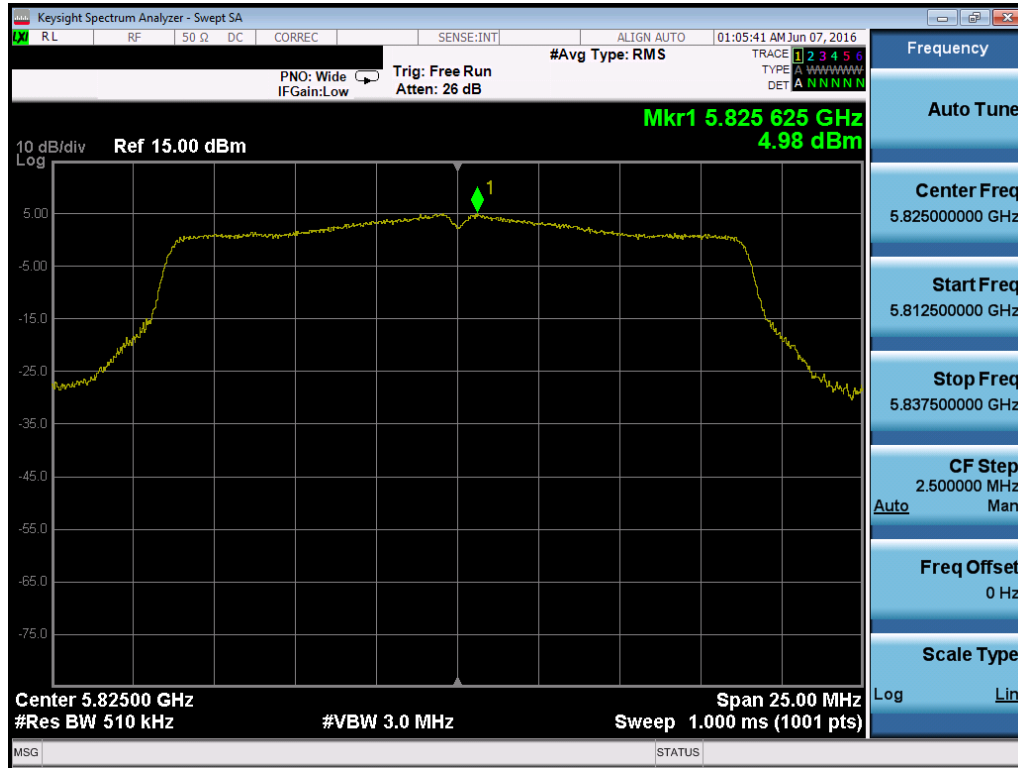 Keysight Spectrum Analyzer - Swept SA
LXI RL RF 50 Ω DC CORREC SENSE:INT ALIGN AUTO 01:05:41 AM Jun 07, 2016
#Avg Type: RMS
TRACE 1 2 3 4 5 6
TYPE A WWWWW
DET A N N N N N
PNO: Wide
IFGain:Low
Trig: Free Run
Atten: 26 dB
Mkr1 5.825 625 GHz
4.98 dBm
10 dB/div Ref 15.00 dBm
Log
1
5.00
-5.00
-15.0
-25.0
-35.0
-45.0
-55.0
-65.0
-75.0
Center 5.82500 GHz Span 25.00 MHz
#Res BW 510 kHz #VBW 3.0 MHz Sweep 1.000 ms (1001 pts)
MSG STATUS
Frequency
Auto Tune
Center Freq
5.825000000 GHz
Start Freq
5.812500000 GHz
Stop Freq
5.837500000 GHz
CF Step
2.500000 MHz
Auto Man
Freq Offset
0 Hz
Scale Type
Log Lin